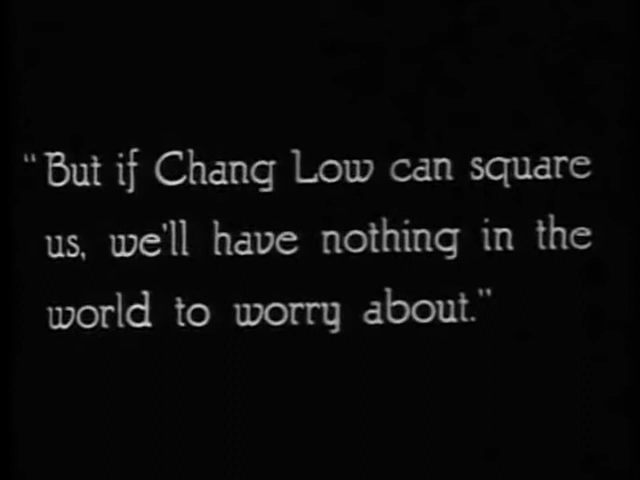 "But if Chang Low can square
us, we'll have nothing in the
world to worry about."